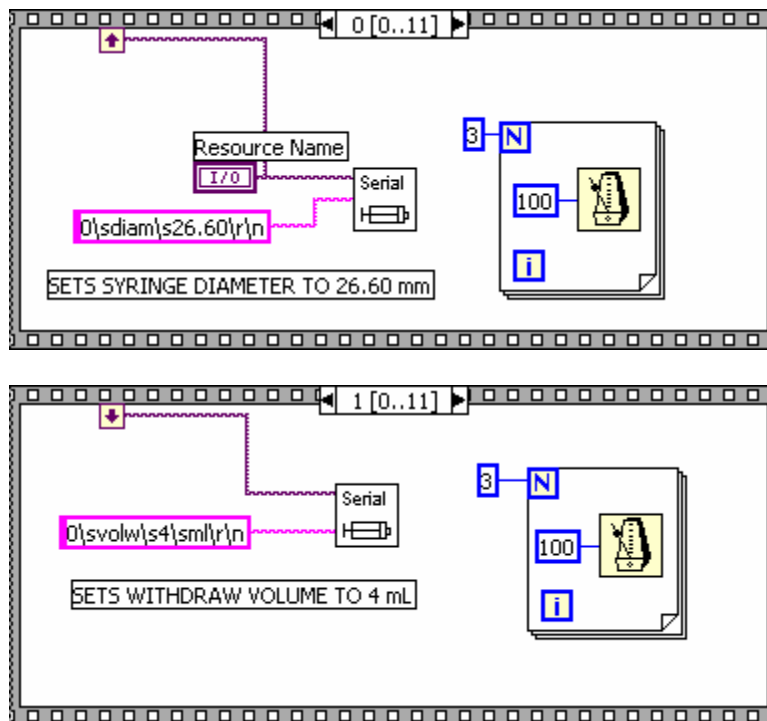 0 [0..11]
Resource Name
I/O
Serial
0\sdiam\s26.60\r\n
SETS SYRINGE DIAMETER TO 26.60 mm
3
N
100
i
1 [0..11]
Serial
0\svolw\s4\sml\r\n
SETS WITHDRAW VOLUME TO 4 mL
3
N
100
i